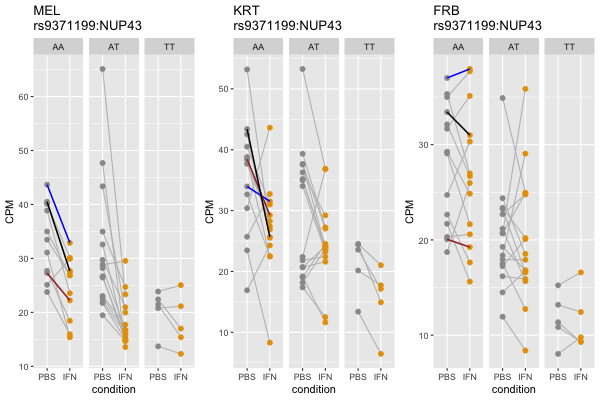 MEL
rs9371199:NUP43
AA
AT
TT
CPM
60
50
40
30
20
10
PBS IFN PBS IFN PBS IFN
condition
KRT
rs9371199:NUP43
AA
AT
TT
CPM
50
40
30
20
10
PBS IFN PBS IFN PBS IFN
condition
FRB
rs9371199:NUP43
AA
AT
TT
CPM
30
20
10
PBS IFN PBS IFN PBS IFN
condition